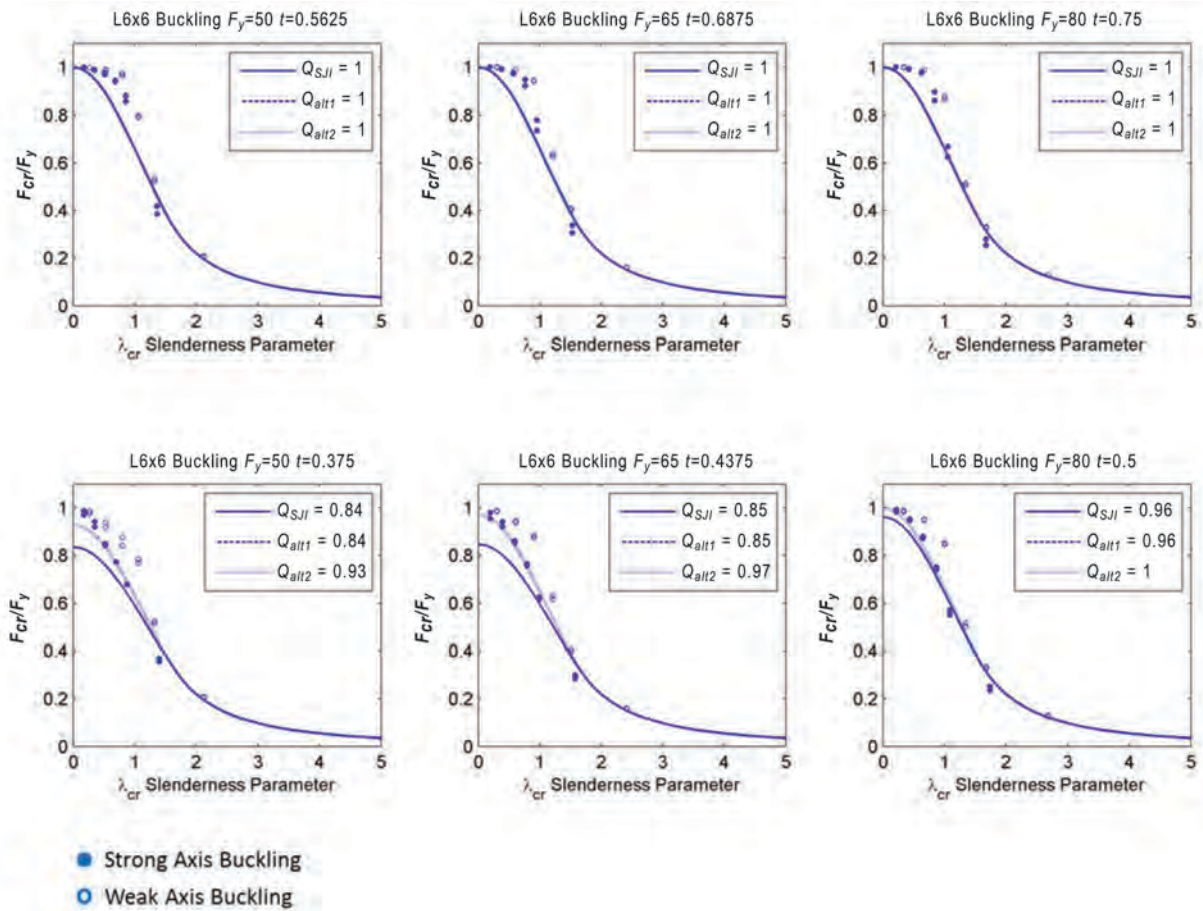 L6x6 Buckling Fy=50 t=0.5625
QSJI = 1
Qalt1 = 1
Qalt2 = 1
Fcr/Fy
1
0.8
0.6
0.4
0.2
0
0 1 2 3 4 5
λcr Slenderness Parameter
L6x6 Buckling Fy=65 t=0.6875
QSJI = 1
Qalt1 = 1
Qalt2 = 1
Fcr/Fy
1
0.8
0.6
0.4
0.2
0
0 1 2 3 4 5
λcr Slenderness Parameter
L6x6 Buckling Fy=80 t=0.75
QSJI = 1
Qalt1 = 1
Qalt2 = 1
Fcr/Fy
1
0.8
0.6
0.4
0.2
0
0 1 2 3 4 5
λcr Slenderness Parameter
L6x6 Buckling Fy=50 t=0.375
QSJI = 0.84
Qalt1 = 0.84
Qalt2 = 0.93
Fcr/Fy
1
0.8
0.6
0.4
0.2
0
0 1 2 3 4 5
λcr Slenderness Parameter
L6x6 Buckling Fy=65 t=0.4375
QSJI = 0.85
Qalt1 = 0.85
Qalt2 = 0.97
Fcr/Fy
1
0.8
0.6
0.4
0.2
0
0 1 2 3 4 5
λcr Slenderness Parameter
L6x6 Buckling Fy=80 t=0.5
QSJI = 0.96
Qalt1 = 0.96
Qalt2 = 1
Fcr/Fy
1
0.8
0.6
0.4
0.2
0
0 1 2 3 4 5
λcr Slenderness Parameter
Strong Axis Buckling
Weak Axis Buckling